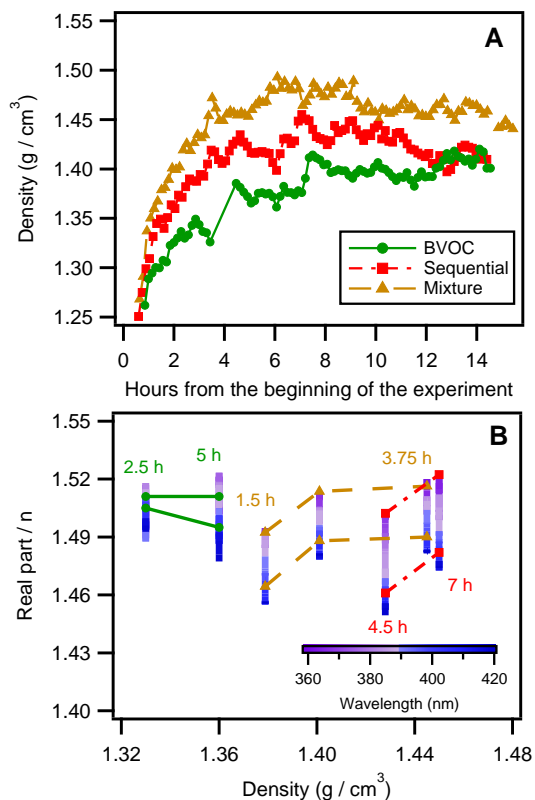 A
Density (g / cm³)
1.55
1.50
1.45
1.40
1.35
1.30
1.25
BVOC
Sequential
Mixture
0 2 4 6 8 10 12 14
Hours from the beginning of the experiment
B
Real part / n
1.55
1.52
1.49
1.46
1.43
1.40
2.5 h
5 h
1.5 h
3.75 h
4.5 h
7 h
360 380 400 420
Wavelength (nm)
1.32 1.36 1.40 1.44 1.48
Density (g / cm³)